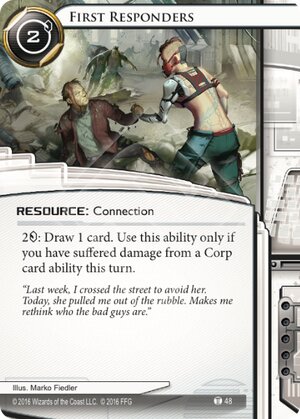 FIRST RESPONDERS
2
RESOURCE: Connection
2: Draw 1 card. Use this ability only if
you have suffered damage from a Corp
card ability this turn.
“Last week, I crossed the street to avoid her.
Today, she pulled me out of the rubble. Makes me
rethink who the bad guys are.”
Illus. Marko Fiedler
© 2016 Wizards of the Coast LLC. © 2016 FFG
48